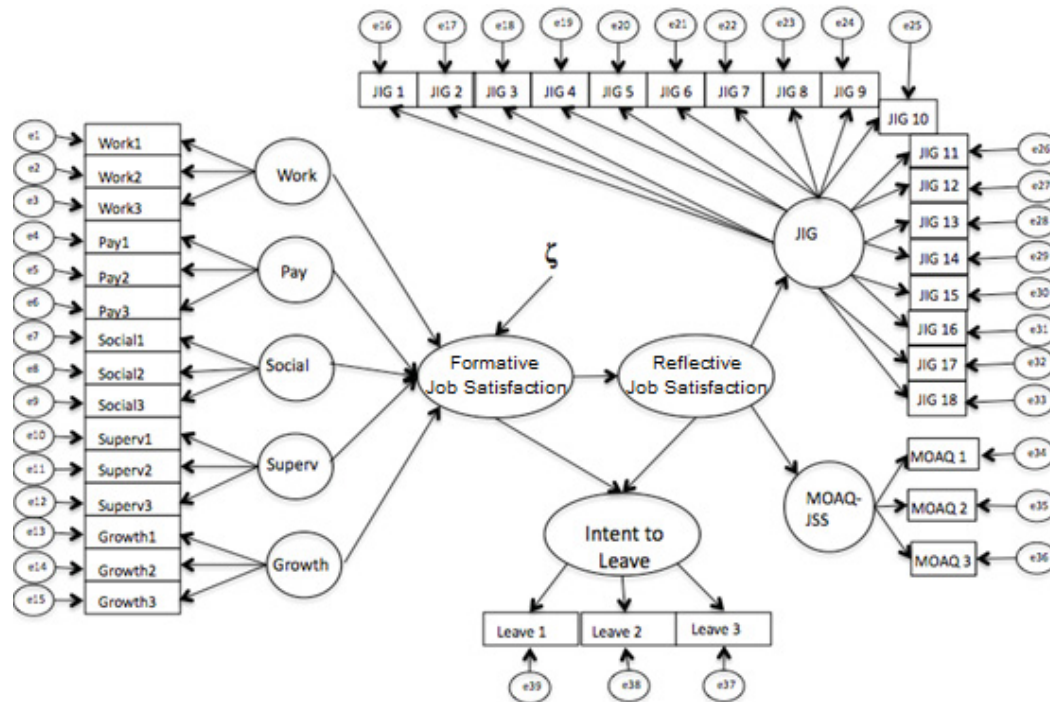 e16 e17 e18 e19 e20 e21 e22 e23 e24 e25
JIG 1 JIG 2 JIG 3 JIG 4 JIG 5 JIG 6 JIG 7 JIG 8 JIG 9
JIG 10
e1 Work1
e2 Work2
e3 Work3
Work
e4 Pay1
e5 Pay2
e6 Pay3
Pay
e7 Social1
e8 Social2
e9 Social3
Social
e10 Superv1
e11 Superv2
e12 Superv3
Superv
e13 Growth1
e14 Growth2
e15 Growth3
Growth
ζ
Formative
Job Satisfaction
Reflective
Job Satisfaction
JIG
JIG 11 e26
JIG 12 e27
JIG 13 e28
JIG 14 e29
JIG 15 e30
JIG 16 e31
JIG 17 e32
JIG 18 e33
MOAQ-
JSS
MOAQ 1 e34
MOAQ 2 e35
MOAQ 3 e36
Intent to
Leave
Leave 1 Leave 2 Leave 3
e39 e38 e37